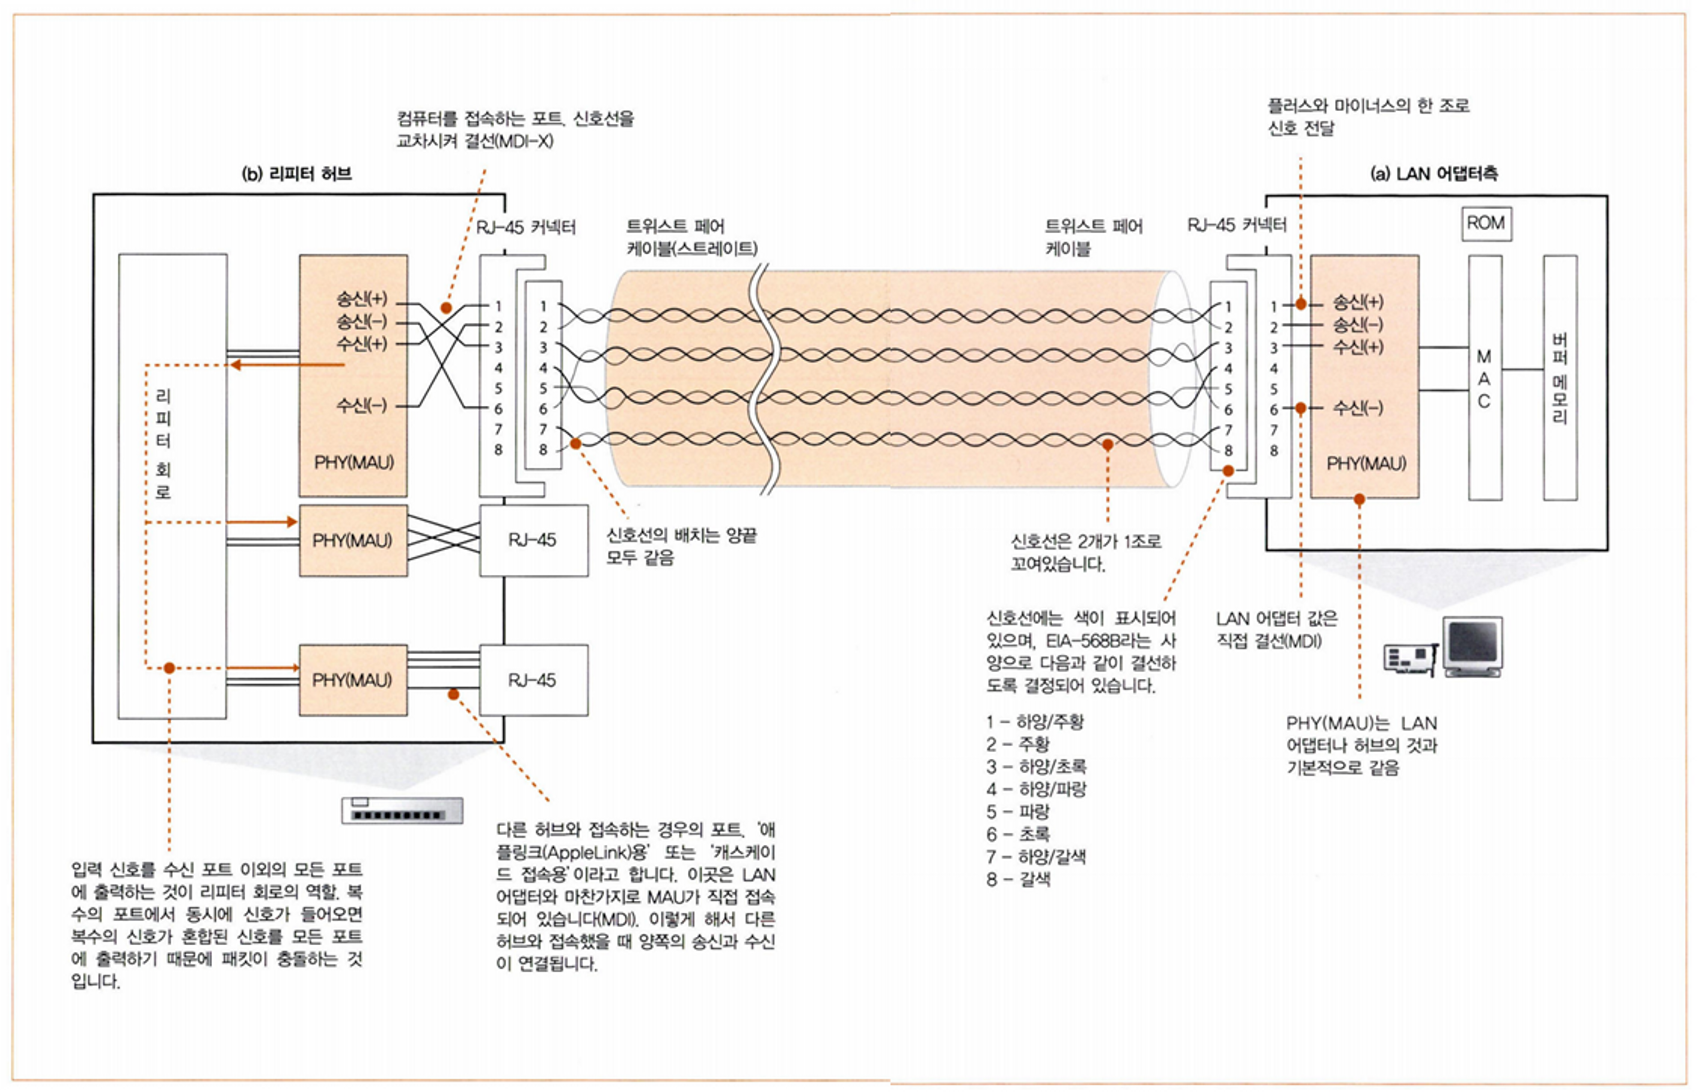 컴퓨터를 접속하는 포트, 신호선을
교차시켜 결선(MDI-X)
(b) 리피터 허브
RJ-45 커넥터
트위스트 페어
케이블(스트레이트)
리피터 회로
송신(+)
송신(-)
수신(+)
수신(-)
PHY(MAU)
1
2
3
4
5
6
7
8
1
2
3
4
5
6
7
8
PHY(MAU)
RJ-45
PHY(MAU)
RJ-45
신호선의 배치는 양끝
모두 같음
입력 신호를 수신 포트 이외의 모든 포트
에 출력하는 것이 리피터 회로의 역할. 복
수의 포트에서 동시에 신호가 들어오면
복수의 신호가 혼합된 신호를 모든 포트
에 출력하기 때문에 패킷이 충돌하는 것
입니다.
다른 허브와 접속하는 경우의 포트, '애
플링크(AppleLink)용' 또는 '캐스케이
드 접속용'이라고 합니다. 이곳은 LAN
어댑터와 마찬가지로 MAU가 직접 접속
되어 있습니다(MDI). 이렇게 해서 다른
허브와 접속했을 때 양쪽의 송신과 수신
이 연결됩니다.
플러스와 마이너스의 한 조로
신호 전달
(a) LAN 어댑터측
트위스트 페어
케이블
RJ-45 커넥터
ROM
1
2
3
4
5
6
7
8
1
2
3
4
5
6
7
8
송신(+)
송신(-)
수신(+)
수신(-)
PHY(MAU)
MAC
버퍼 메모리
신호선은 2개가 1조로
꼬여있습니다.
신호선에는 색이 표시되어
있으며, EIA-568B라는 사
양으로 다음과 같이 결선하
도록 결정되어 있습니다.
1 - 하양/주황
2 - 주황
3 - 하양/초록
4 - 하양/파랑
5 - 파랑
6 - 초록
7 - 하양/갈색
8 - 갈색
LAN 어댑터 값은
직접 결선(MDI)
PHY(MAU)는 LAN
어댑터나 허브의 것과
기본적으로 같음